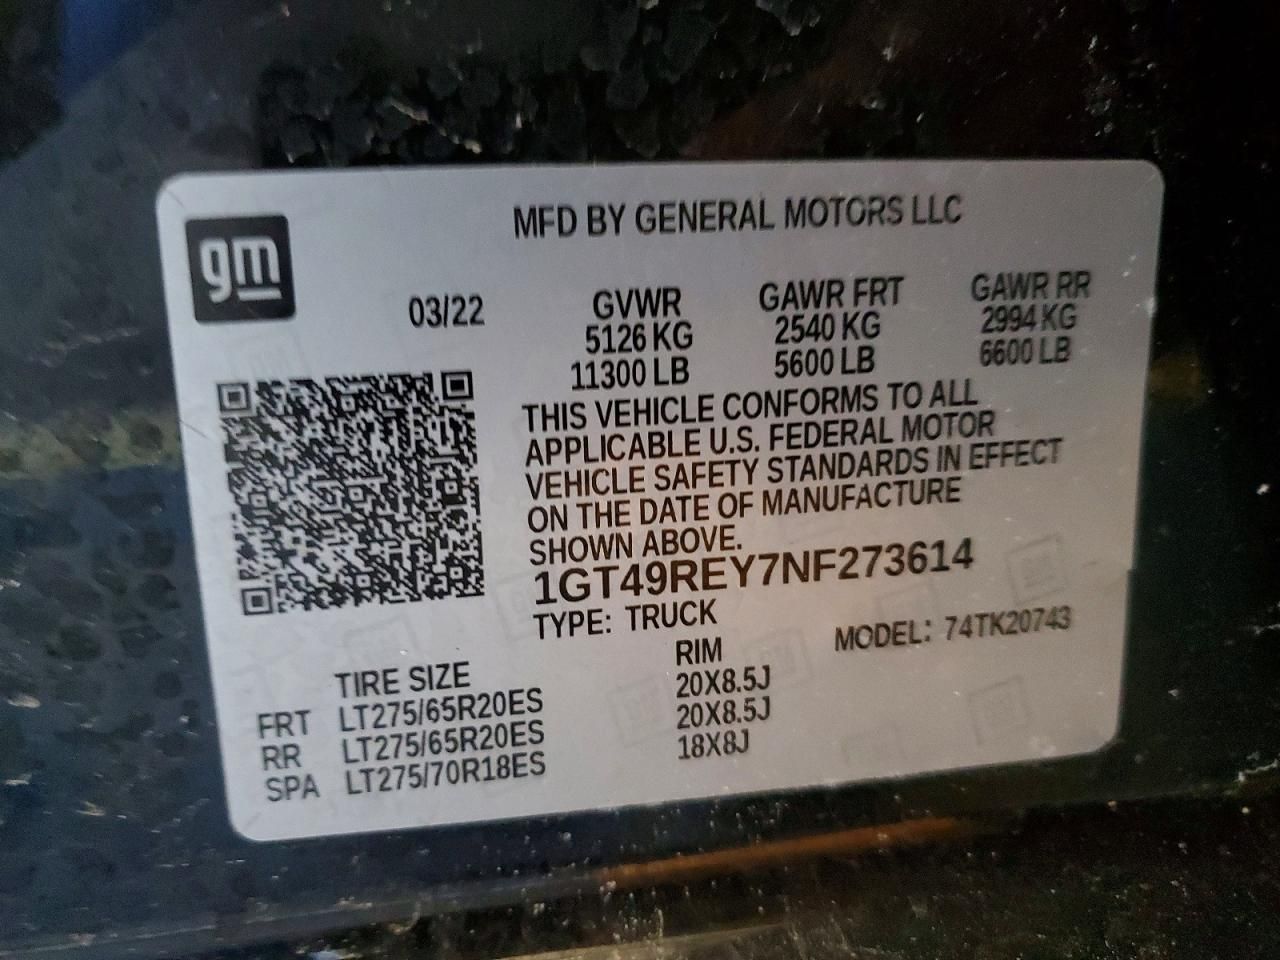 gm
MFD BY GENERAL MOTORS LLC
03/22 GVWR GAWR FRT GAWR RR
5126 KG 2540 KG 2994 KG
11300 LB 5600 LB 6600 LB
THIS VEHICLE CONFORMS TO ALL
APPLICABLE U.S. FEDERAL MOTOR
VEHICLE SAFETY STANDARDS IN EFFECT
ON THE DATE OF MANUFACTURE
SHOWN ABOVE.
1GT49REY7NF273614
TYPE: TRUCK MODEL: 74TK20743
TIRE SIZE RIM
FRT LT275/65R20ES 20X8.5J
RR LT275/65R20ES 20X8.5J
SPA LT275/70R18ES 18X8J